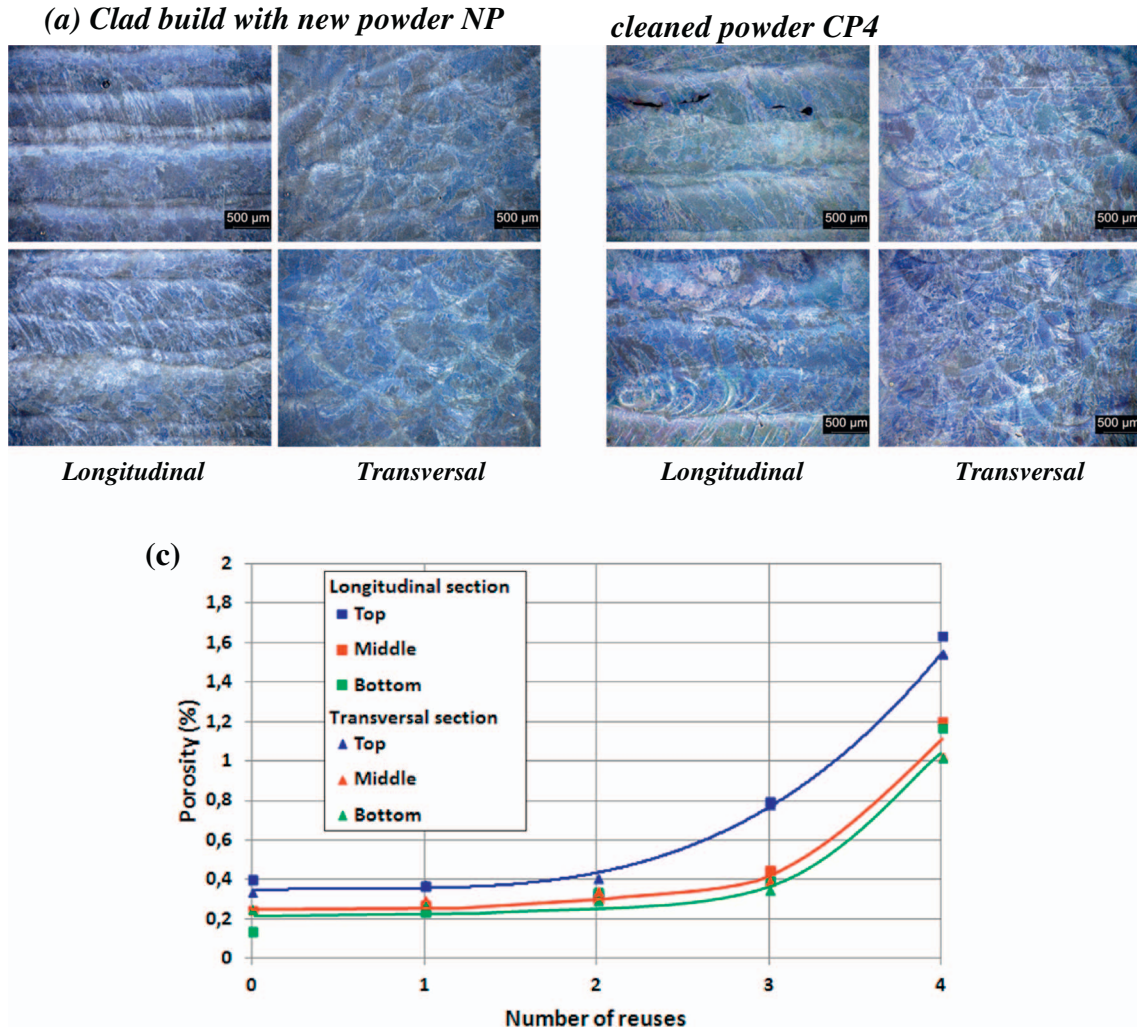 (a) Clad build with new powder NP
cleaned powder CP4
500 µm
500 µm
500 µm
500 µm
500 µm
500 µm
500 µm
500 µm
Longitudinal
Transversal
Longitudinal
Transversal
(c)
Porosity (%)
2
1,8
1,6
1,4
1,2
1
0,8
0,6
0,4
0,2
0
Longitudinal section
Top
Middle
Bottom
Transversal section
Top
Middle
Bottom
0
1
2
3
4
Number of reuses